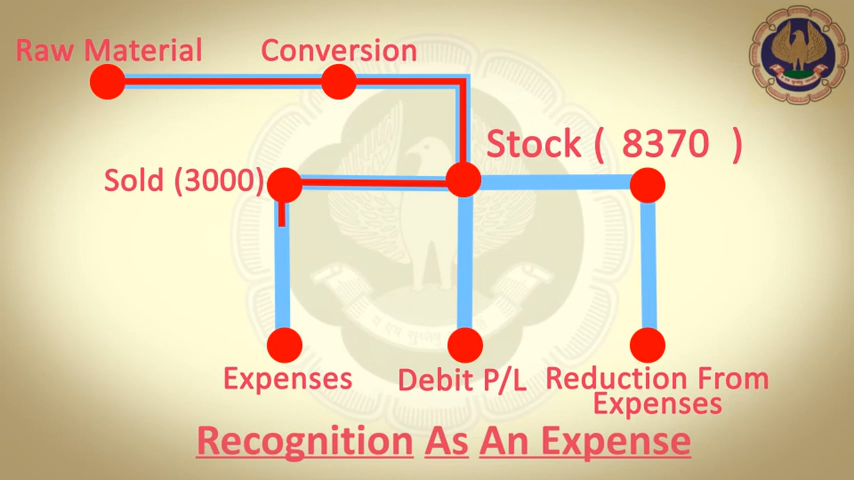 Raw Material
Conversion
Stock ( 8370 )
Sold (3000)
Expenses
Debit P/L
Reduction From
Expenses
Recognition As An Expense